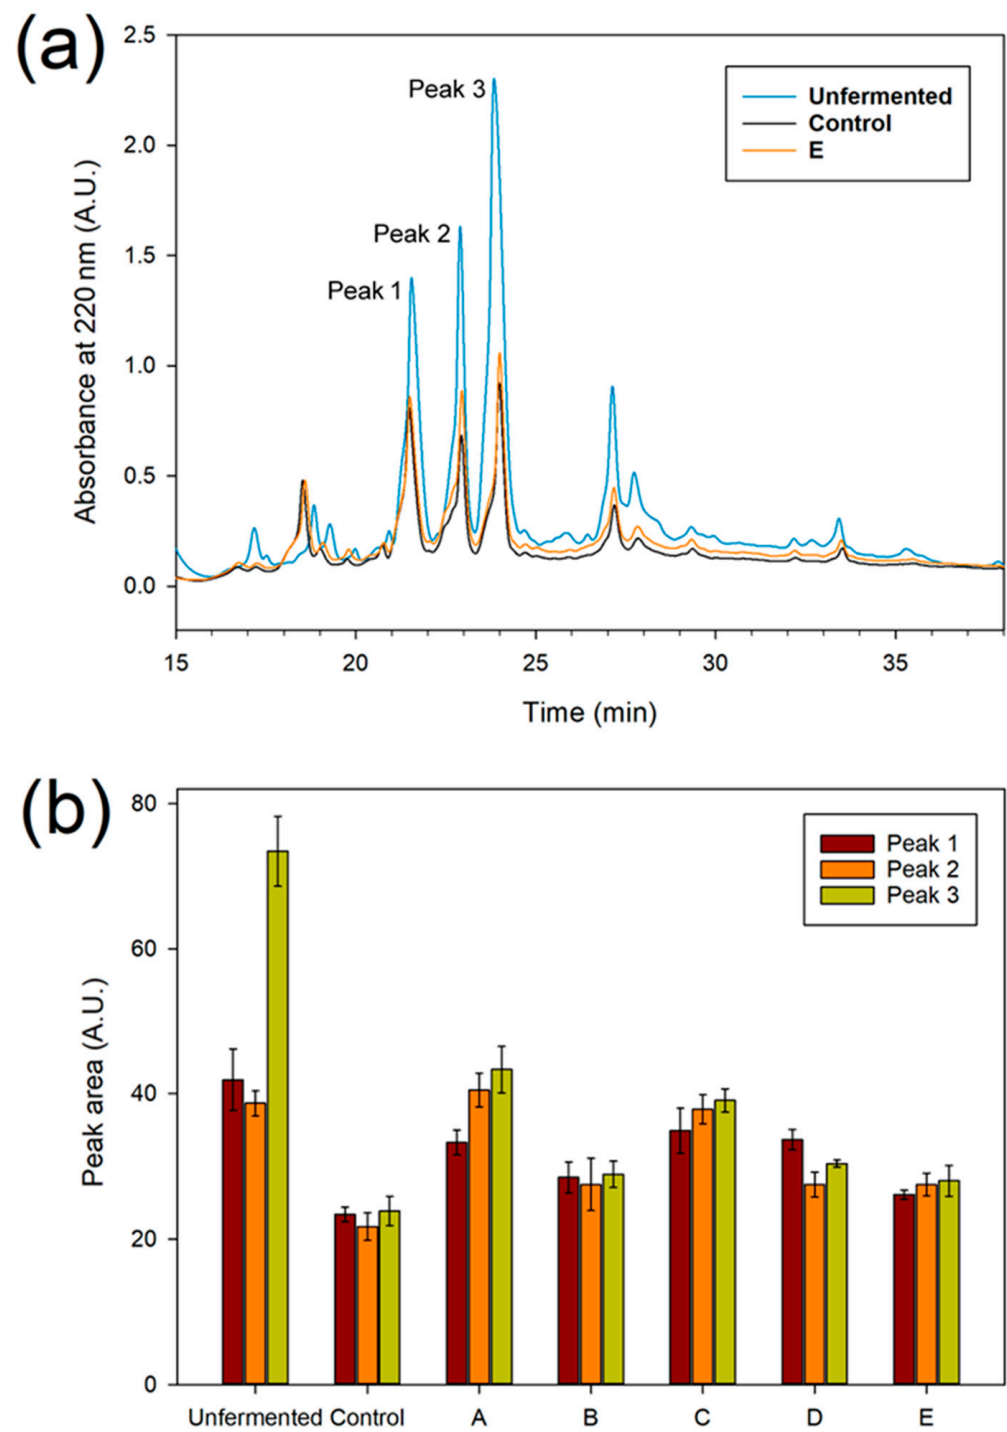 (a)
2.5
2.0
1.5
1.0
0.5
0.0
Absorbance at 220 nm (A.U.)
Peak 3
Peak 2
Peak 1
Unfermented
Control
E
15 20 25 30 35
Time (min)
(b)
80
60
40
20
0
Peak area (A.U.)
Peak 1
Peak 2
Peak 3
Unfermented Control A B C D E